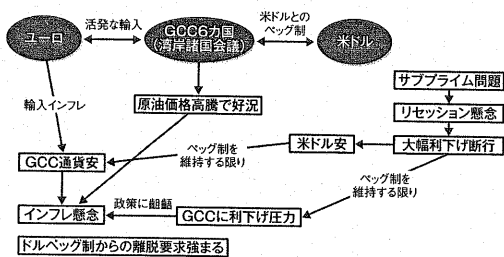 ユーロ
活発な輸入
GCC6カ国
(湾岸諸国会議)
米ドルとの
ペッグ制
米ドル
サブプライム問題
輸入インフレ
原油価格高騰で好況
リセッション懸念
ペッグ制を
維持する限り
米ドル安
大幅利下げ断行
GCC通貨安
ペッグ制を
維持する限り
政策に齟齬
インフレ懸念
GCCに利下げ圧力
ドルペッグ制からの離脱要求強まる